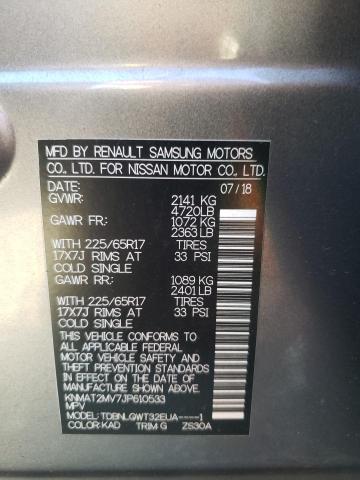 MFD BY RENAULT SAMSUNG MOTORS
CO., LTD. FOR NISSAN MOTOR CO., LTD.
DATE: 07/18
GVWR: 2141 KG
4720LB
GAWR FR: 1072 KG
2363LB
WITH 225/65R17 TIRES
17X7J RIMS AT 33 PSI
COLD SINGLE
GAWR RR: 1089 KG
2401LB
WITH 225/65R17 TIRES
17X7J RIMS AT 33 PSI
COLD SINGLE
THIS VEHICLE CONFORMS TO ALL APPLICABLE FEDERAL
MOTOR VEHICLE SAFETY, BUMPER, AND
THEFT PREVENTION STANDARDS IN EFFECT ON THE
DATE OF MANUFACTURE SHOWN ABOVE.
KNMAT2MV7JP610533
MPV
MODEL: TDBNLGWT32EUA----1
COLOR:KAD TRIM:G ZS30A